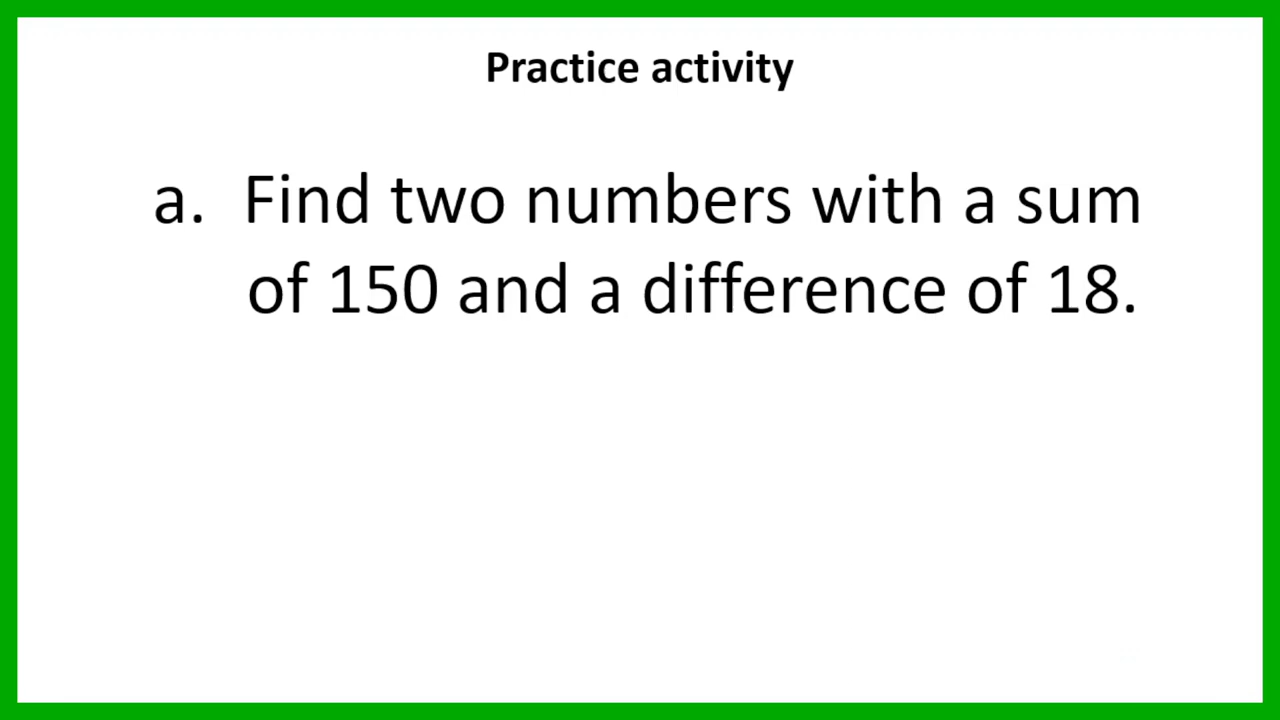 Practice activity
a. Find two numbers with a sum
of 150 and a difference of 18.